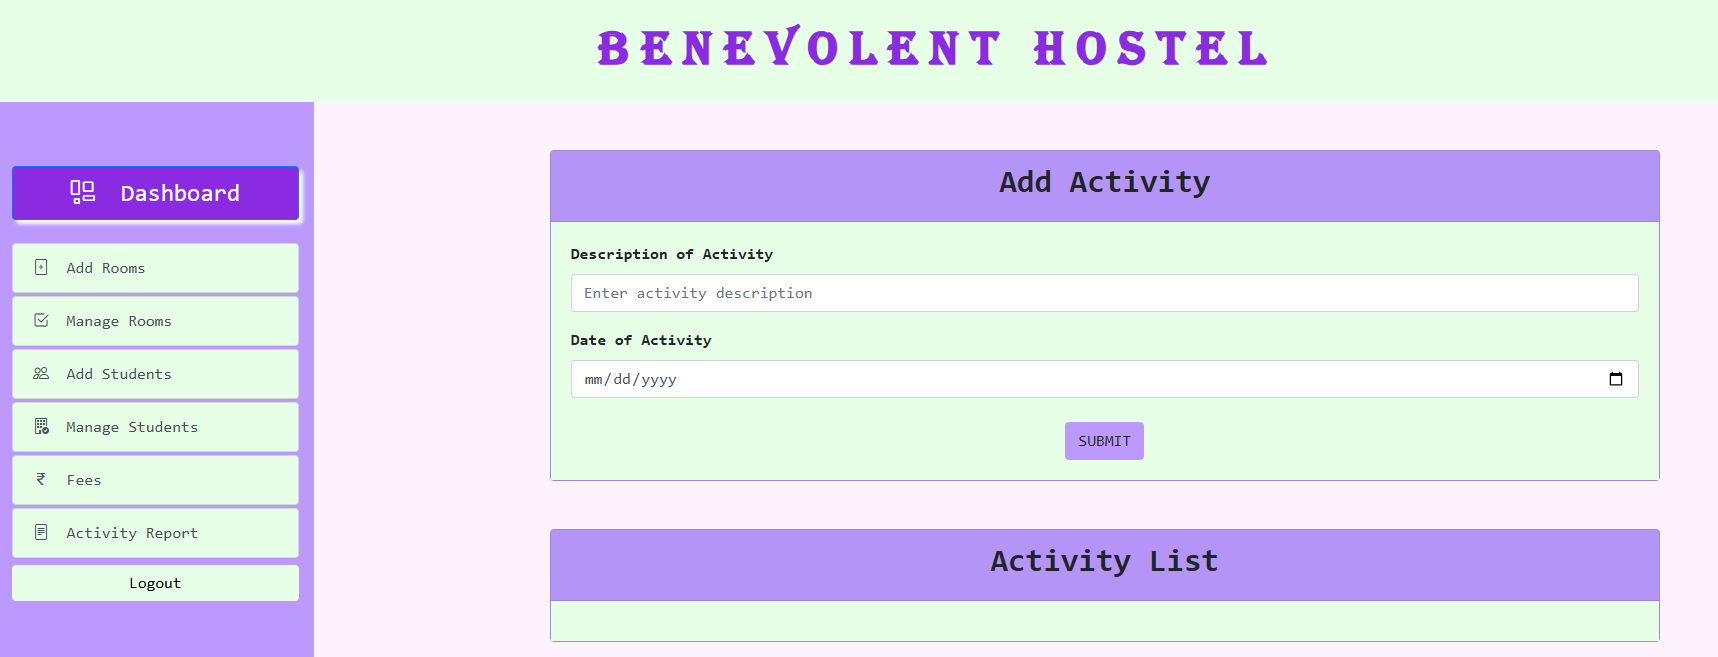 BENEVOLENT HOSTEL
Dashboard
Add Rooms
Manage Rooms
Add Students
Manage Students
₹ Fees
Activity Report
Logout
Add Activity
Description of Activity
Enter activity description
Date of Activity
mm/dd/yyyy
SUBMIT
Activity List